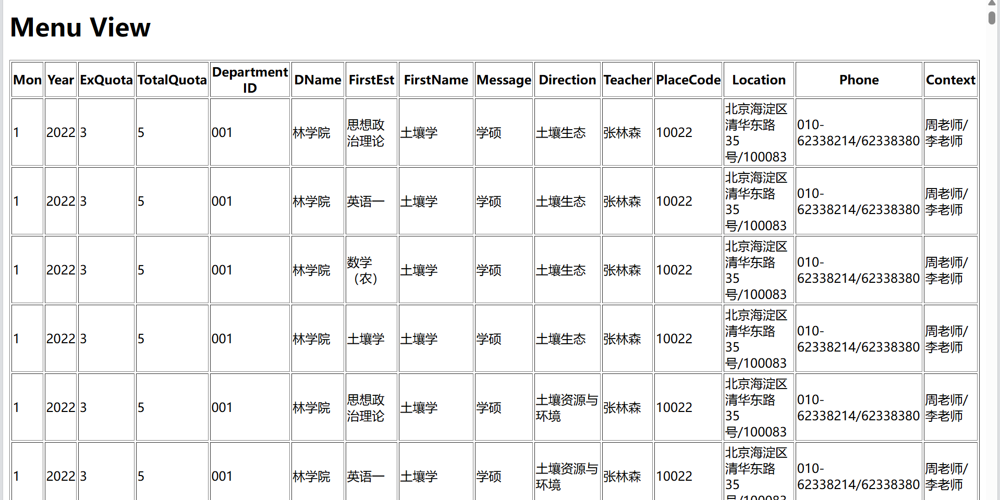 Menu View
Mon Year ExQuota TotalQuota Department ID DName FirstEst FirstName Message Direction Teacher PlaceCode Location Phone Context
1 2022 3 5 001 林学院 思想政治理论 土壤学 学硕 土壤生态 张林森 10022 北京海淀区清华东路35号/100083 010-62338214/62338380 周老师/李老师
1 2022 3 5 001 林学院 英语一 土壤学 学硕 土壤生态 张林森 10022 北京海淀区清华东路35号/100083 010-62338214/62338380 周老师/李老师
1 2022 3 5 001 林学院 数学（农） 土壤学 学硕 土壤生态 张林森 10022 北京海淀区清华东路35号/100083 010-62338214/62338380 周老师/李老师
1 2022 3 5 001 林学院 土壤学 土壤学 学硕 土壤生态 张林森 10022 北京海淀区清华东路35号/100083 010-62338214/62338380 周老师/李老师
1 2022 3 5 001 林学院 思想政治理论 土壤学 学硕 土壤资源与环境 张林森 10022 北京海淀区清华东路35号/100083 010-62338214/62338380 周老师/李老师
1 2022 3 5 001 林学院 英语一 土壤学 学硕 土壤资源与环境 张林森 10022 北京海淀区清华东路35号/100083 010-62338214/62338380 周老师/李老师